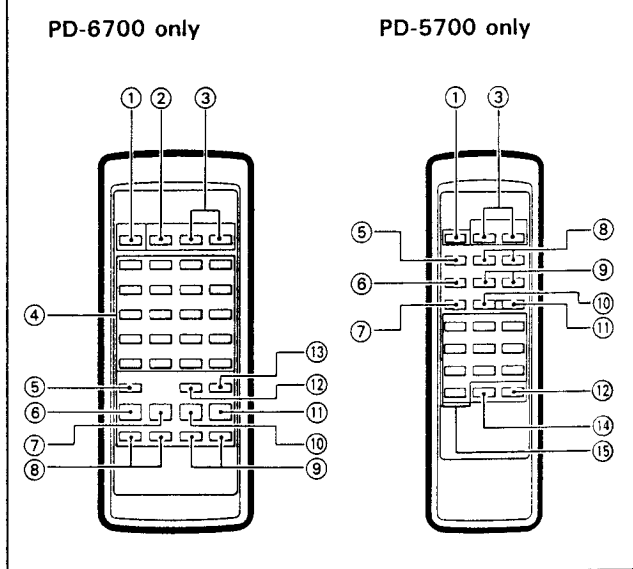 PD-6700 only
PD-5700 only
① ② ③
① ③
⑤ ⑧
⑥ ⑨
⑩
④ ⑦ ⑪
⑬
⑤ ⑫
⑥ ⑪ ⑫
⑦ ⑩ ⑭
⑧ ⑨ ⑮